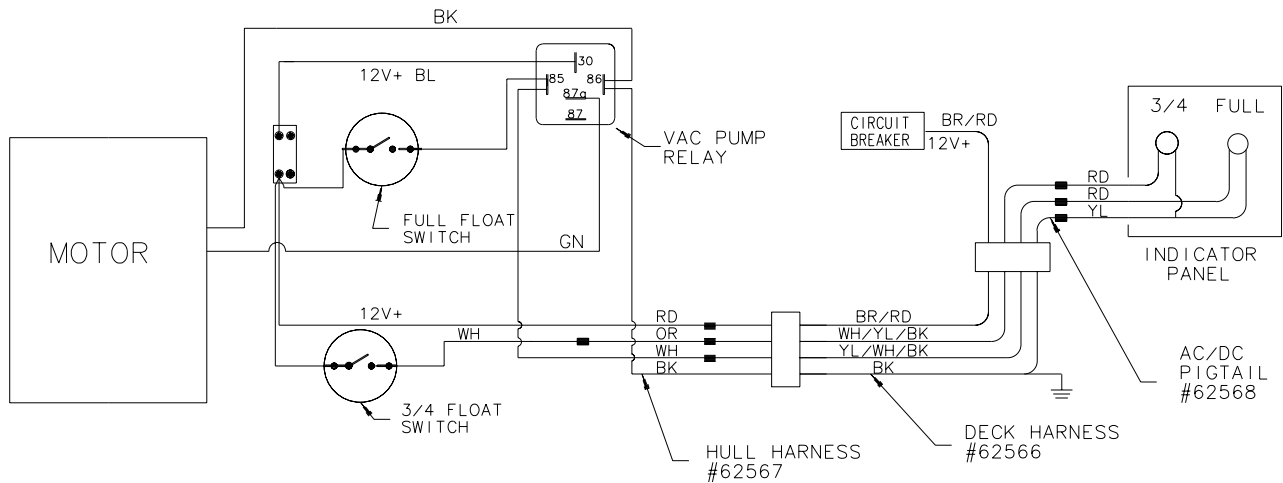 BK
30
12V+ BL
85 86
87a
87
VAC PUMP
RELAY
CIRCUIT
BREAKER
BR/RD
12V+
3/4 FULL
RD
RD
YL
INDICATOR
PANEL
MOTOR
FULL FLOAT
SWITCH
GN
12V+
WH
RD
OR
WH
BK
BR/RD
WH/YL/BK
YL/WH/BK
BK
AC/DC
PIGTAIL
#62568
3/4 FLOAT
SWITCH
HULL HARNESS
#62567
DECK HARNESS
#62566